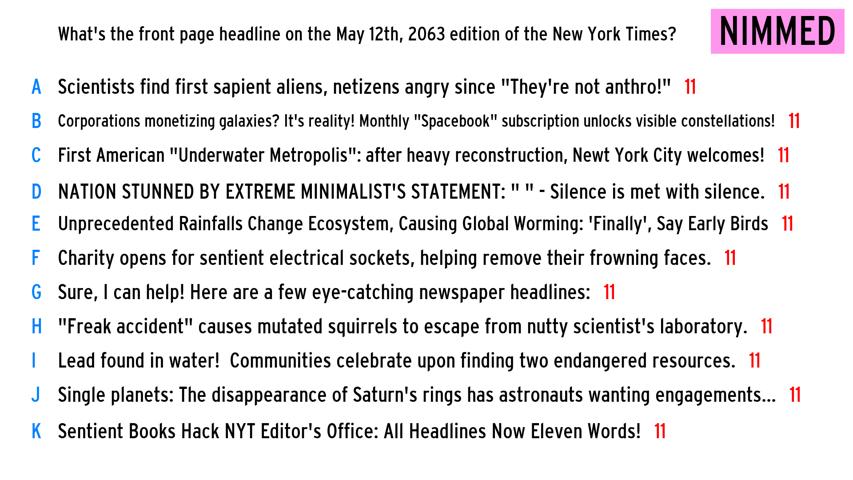 What's the front page headline on the May 12th, 2063 edition of the New York Times?
NIMMED
A Scientists find first sapient aliens, netizens angry since "They're not anthro!" 11
B Corporations monetizing galaxies? It's reality! Monthly "Spacebook" subscription unlocks visible constellations! 11
C First American "Underwater Metropolis": after heavy reconstruction, Newt York City welcomes! 11
D NATION STUNNED BY EXTREME MINIMALIST'S STATEMENT: " " - Silence is met with silence. 11
E Unprecedented Rainfalls Change Ecosystem, Causing Global Worming: 'Finally', Say Early Birds 11
F Charity opens for sentient electrical sockets, helping remove their frowning faces. 11
G Sure, I can help! Here are a few eye-catching newspaper headlines: 11
H "Freak accident" causes mutated squirrels to escape from nutty scientist's laboratory. 11
I Lead found in water!  Communities celebrate upon finding two endangered resources. 11
J Single planets: The disappearance of Saturn's rings has astronauts wanting engagements... 11
K Sentient Books Hack NYT Editor's Office: All Headlines Now Eleven Words! 11